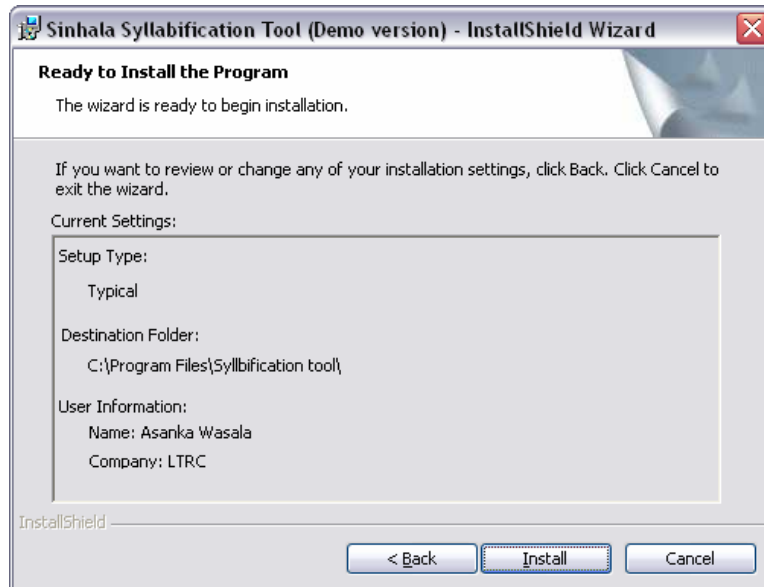 Sinhala Syllabification Tool (Demo version) - InstallShield Wizard
Ready to Install the Program
The wizard is ready to begin installation.
If you want to review or change any of your installation settings, click Back. Click Cancel to
exit the wizard.
Current Settings:
Setup Type:
Typical
Destination Folder:
C:\Program Files\Syllbification tool\
User Information:
Name: Asanka Wasala
Company: LTRC
InstallShield
< Back
Install
Cancel